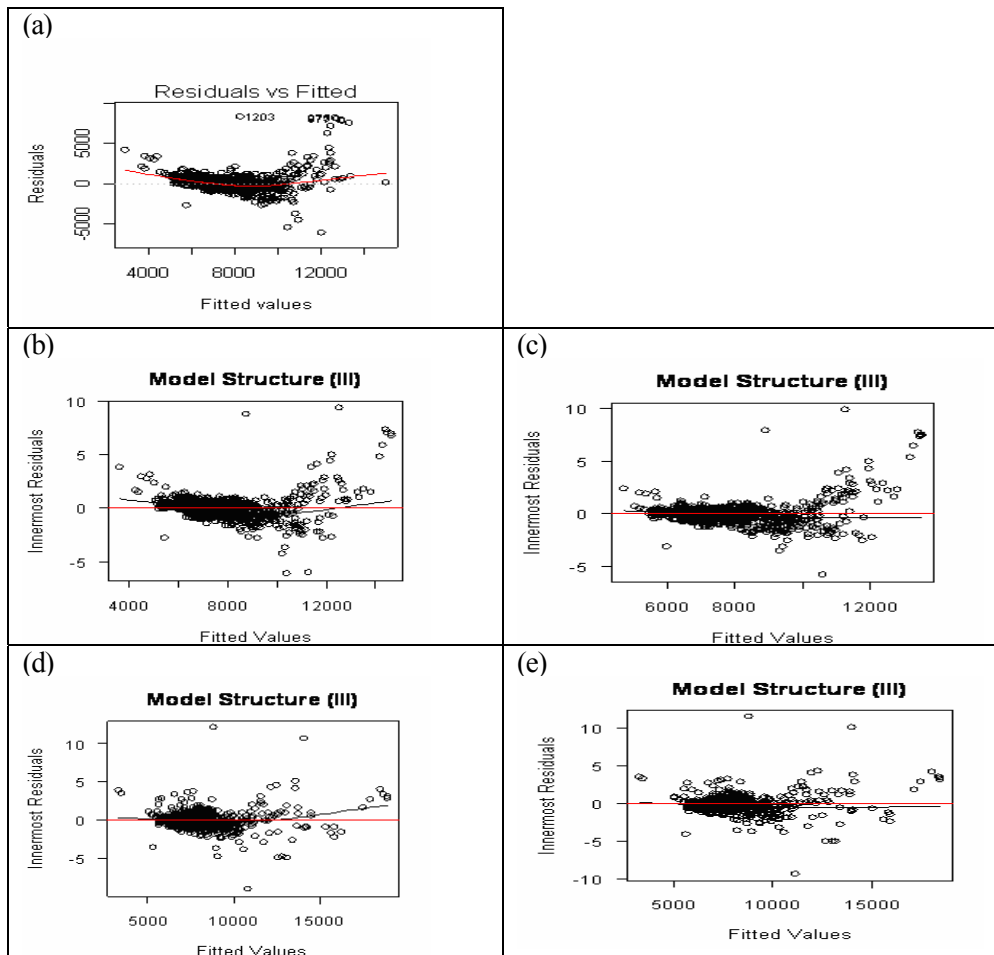 (a)
Residuals vs Fitted
1203
975
Residuals
5000
0
-5000
4000
8000
12000
Fitted values
(b)
Model Structure (III)
Innermost Residuals
10
5
0
-5
4000
6000
8000
12000
Fitted Values
(c)
Model Structure (III)
Innermost Residuals
10
5
0
-5
6000
8000
12000
Fitted Values
(d)
Model Structure (III)
Innermost Residuals
10
5
0
-5
5000
10000
15000
Fitted Values
(e)
Model Structure (III)
Innermost Residuals
10
5
0
-5
-10
5000
10000
15000
Fitted Values